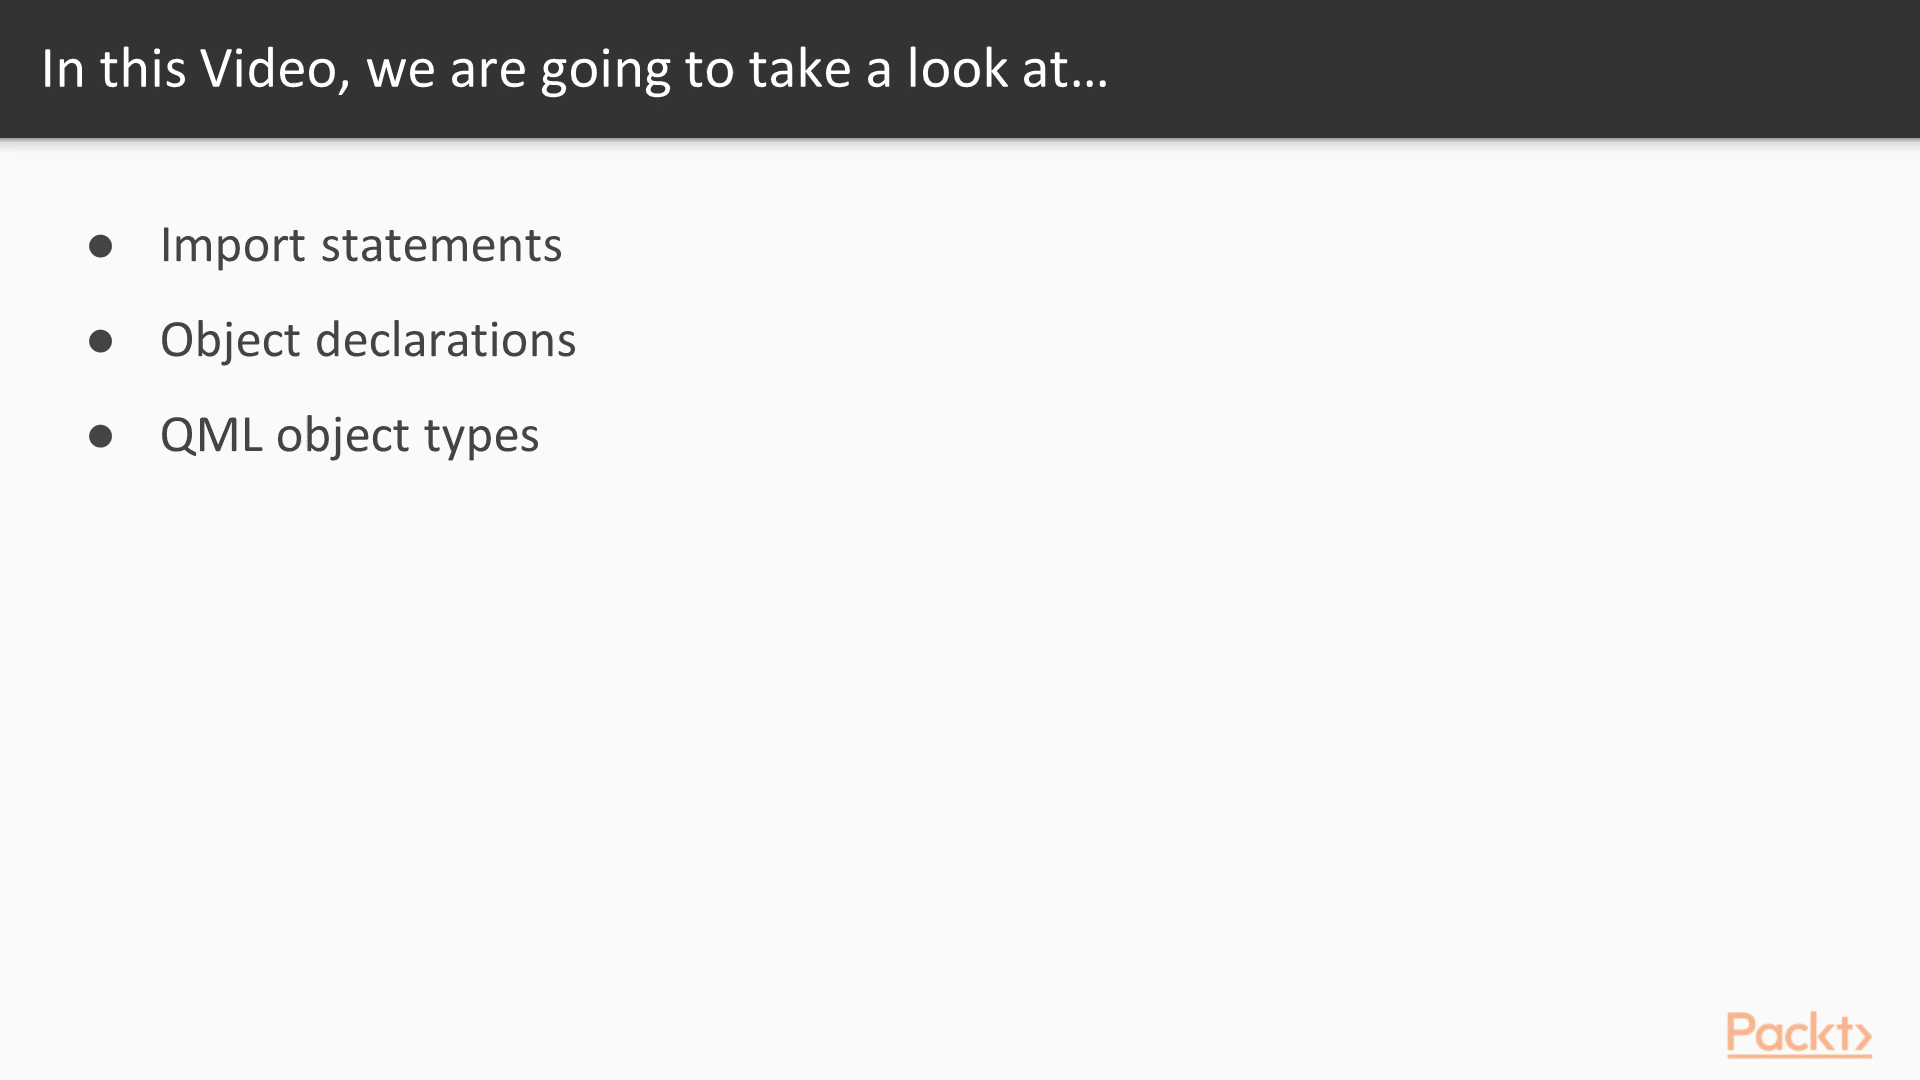 In this Video, we are going to take a look at...
● Import statements
● Object declarations
● QML object types
Packt>